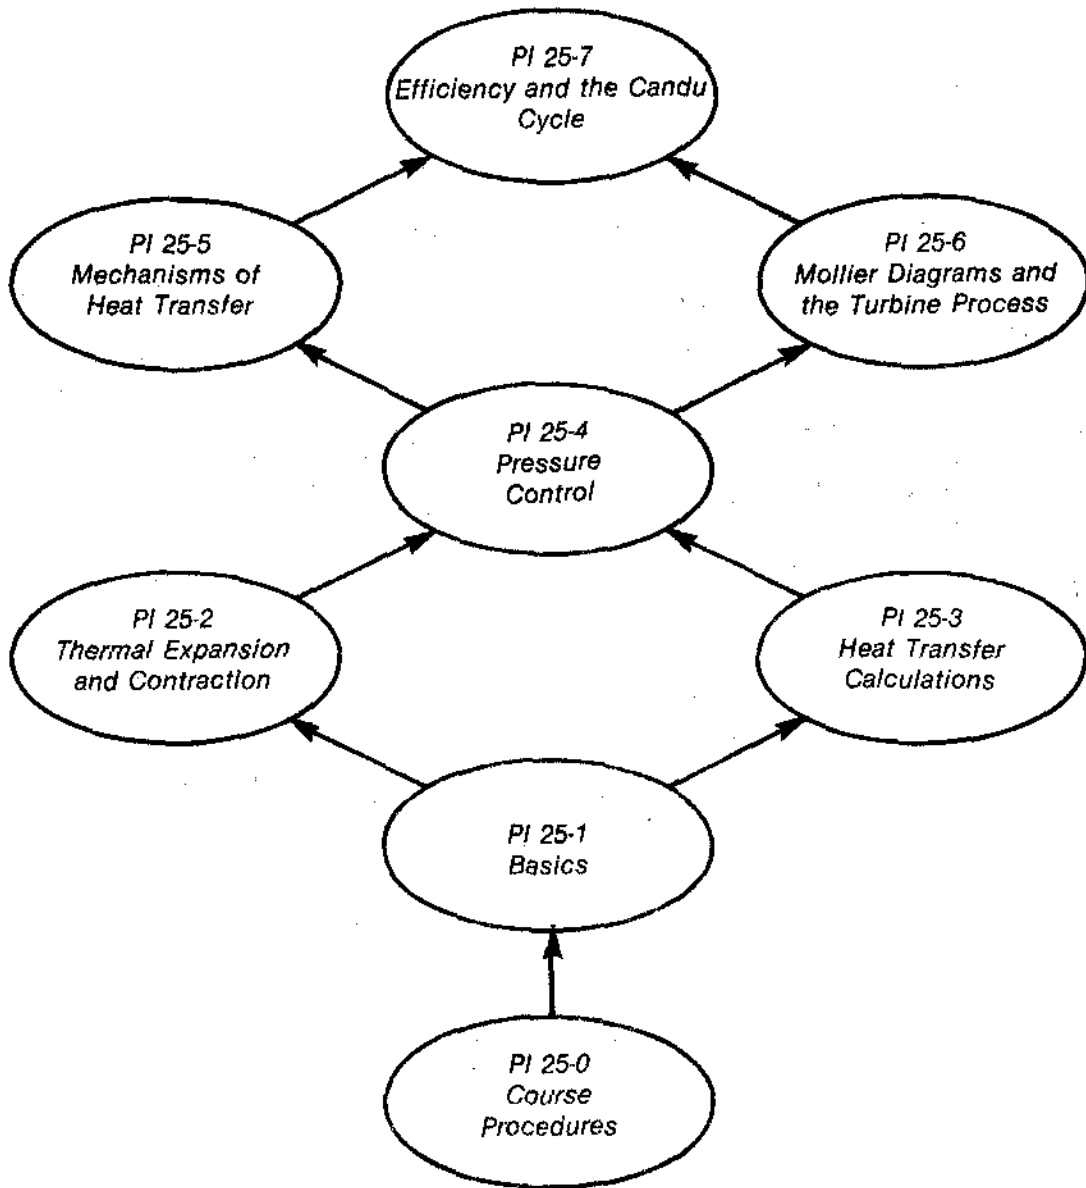 PI 25-7
Efficiency and the Candu
Cycle
PI 25-5
Mechanisms of
Heat Transfer
PI 25-6
Mollier Diagrams and
the Turbine Process
PI 25-4
Pressure
Control
PI 25-2
Thermal Expansion
and Contraction
PI 25-3
Heat Transfer
Calculations
PI 25-1
Basics
PI 25-0
Course
Procedures